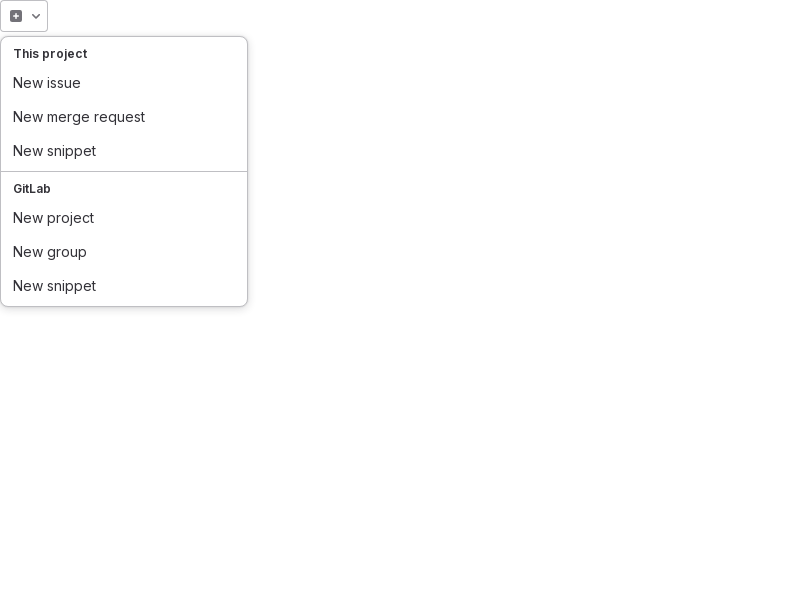 This project
New issue
New merge request
New snippet
GitLab
New project
New group
New snippet